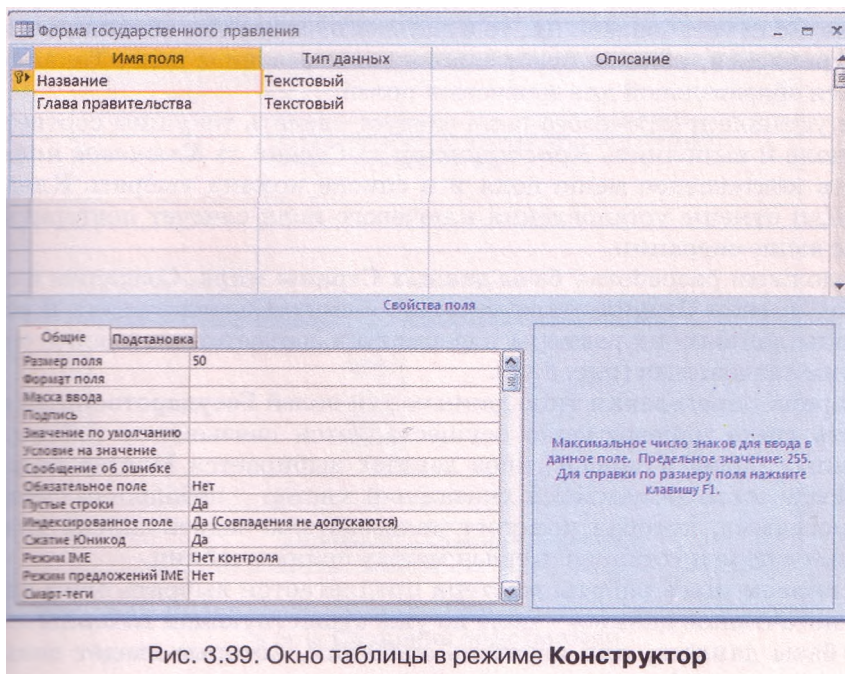 Форма государственного правления
Имя поля Тип данных Описание
Название Текстовый
Глава правительства Текстовый
Свойства поля
Общие Подстановка
Размер поля 50
Формат поля
Маска ввода
Подпись
Значение по умолчанию
Условие на значение
Сообщение об ошибке
Обязательное поле Нет
Пустые строки Да
Индексированное поле Да (Совпадения не допускаются)
Сжатие Юникод Да
Режим IME Нет контроля
Режим предложений IME Нет
Смарт-теги
Максимальное число знаков для ввода в
данное поле. Предельное значение: 255.
Для справки по размеру поля нажмите
клавишу F1.
Рис. 3.39. Окно таблицы в режиме Конструктор